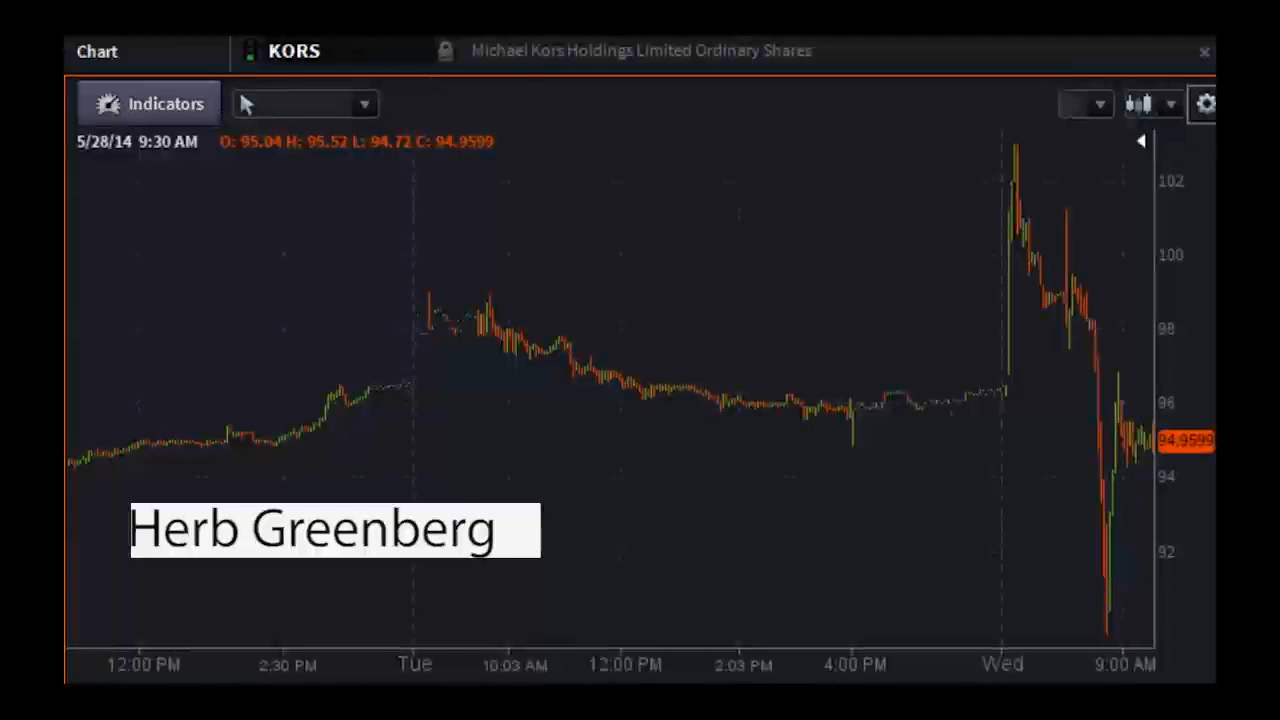 Chart KORS Michael Kors Holdings Limited Ordinary Shares ×
Indicators
5/28/14 9:30 AM O: 95.04 H: 95.52 L: 94.72 C: 94.9599
102
100
98
96
94.9599
94
92
Herb Greenberg
12:00 PM 2:30 PM Tue 10:03 AM 12:00 PM 2:03 PM 4:00 PM Wed 9:00 AM